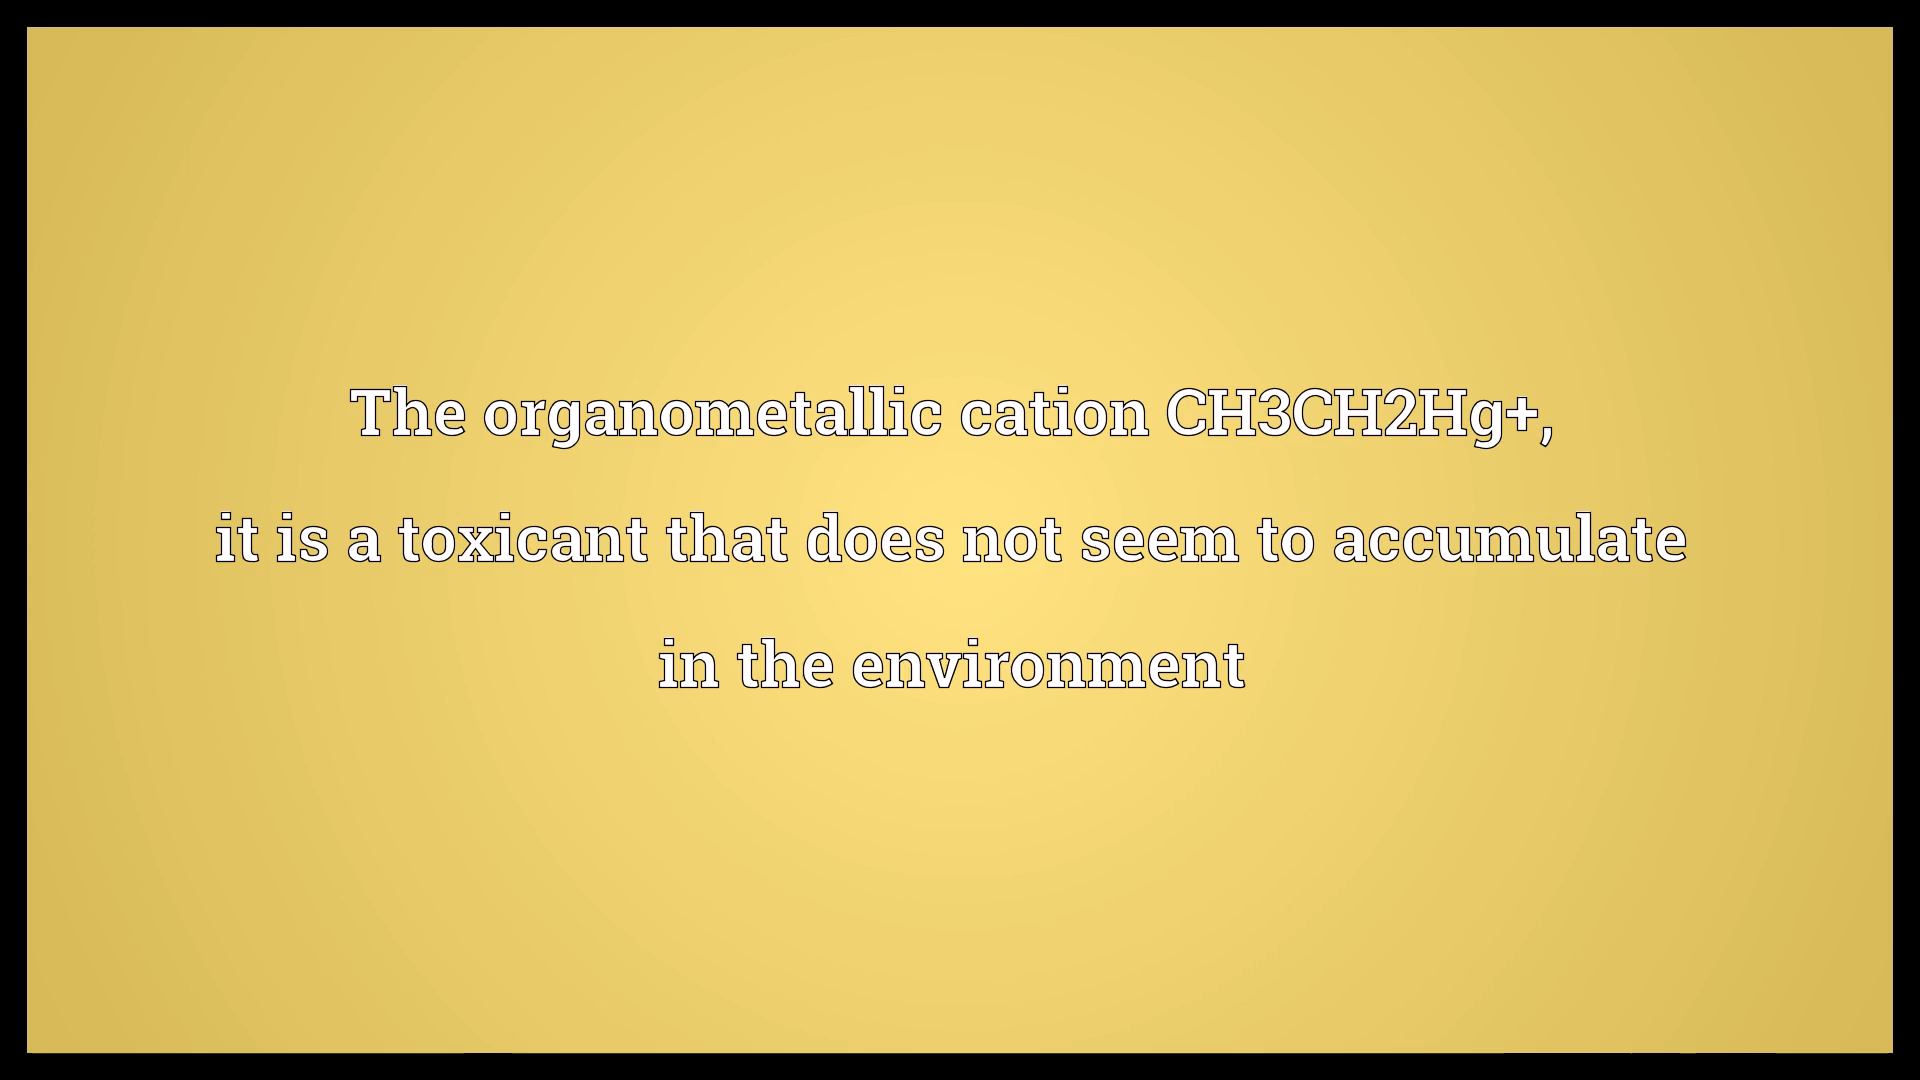 The organometallic cation CH3CH2Hg+,
it is a toxicant that does not seem to accumulate
in the environment